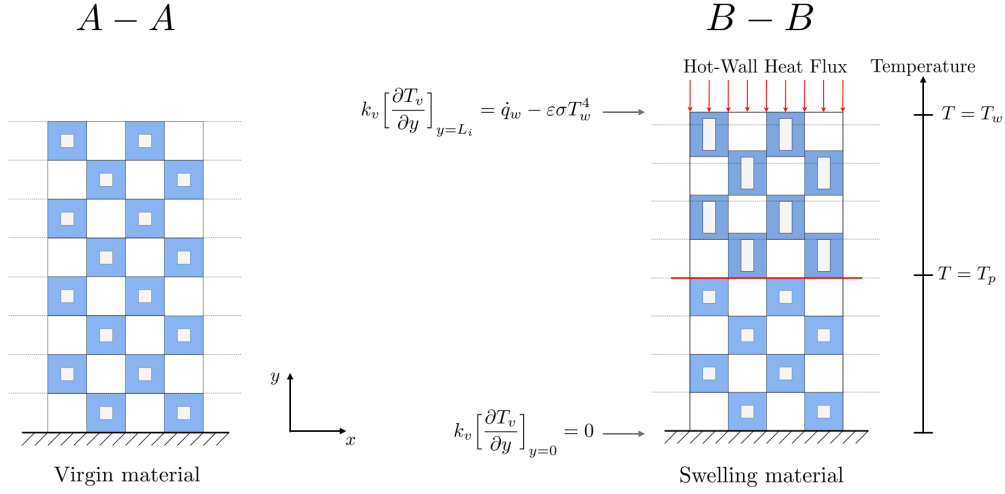 A − A
B − B
Hot-Wall Heat Flux
Temperature
k_v [∂T_v/∂y]_{y=L_i} = q̇_w − εσT_w^4
T = T_w
T = T_p
y
x
k_v [∂T_v/∂y]_{y=0} = 0
Virgin material
Swelling material